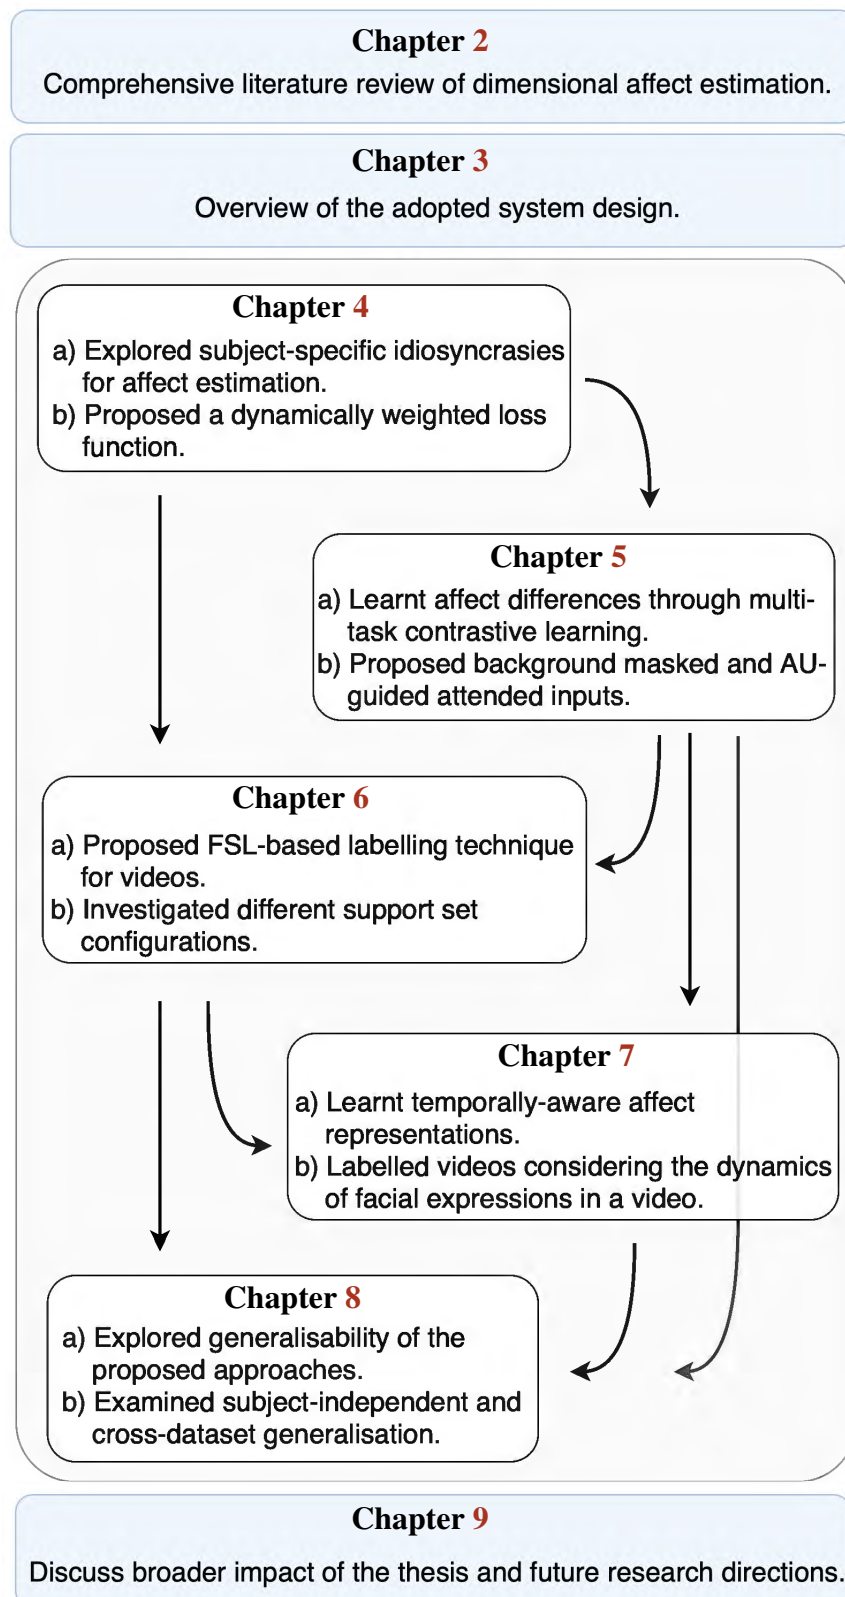 Chapter 2
Comprehensive literature review of dimensional affect estimation.
Chapter 3
Overview of the adopted system design.
Chapter 4
a) Explored subject-specific idiosyncrasies
for affect estimation.
b) Proposed a dynamically weighted loss
function.
Chapter 5
a) Learnt affect differences through multi-
task contrastive learning.
b) Proposed background masked and AU-
guided attended inputs.
Chapter 6
a) Proposed FSL-based labelling technique
for videos.
b) Investigated different support set
configurations.
Chapter 7
a) Learnt temporally-aware affect
representations.
b) Labelled videos considering the dynamics
of facial expressions in a video.
Chapter 8
a) Explored generalisability of the
proposed approaches.
b) Examined subject-independent and
cross-dataset generalisation.
Chapter 9
Discuss broader impact of the thesis and future research directions.